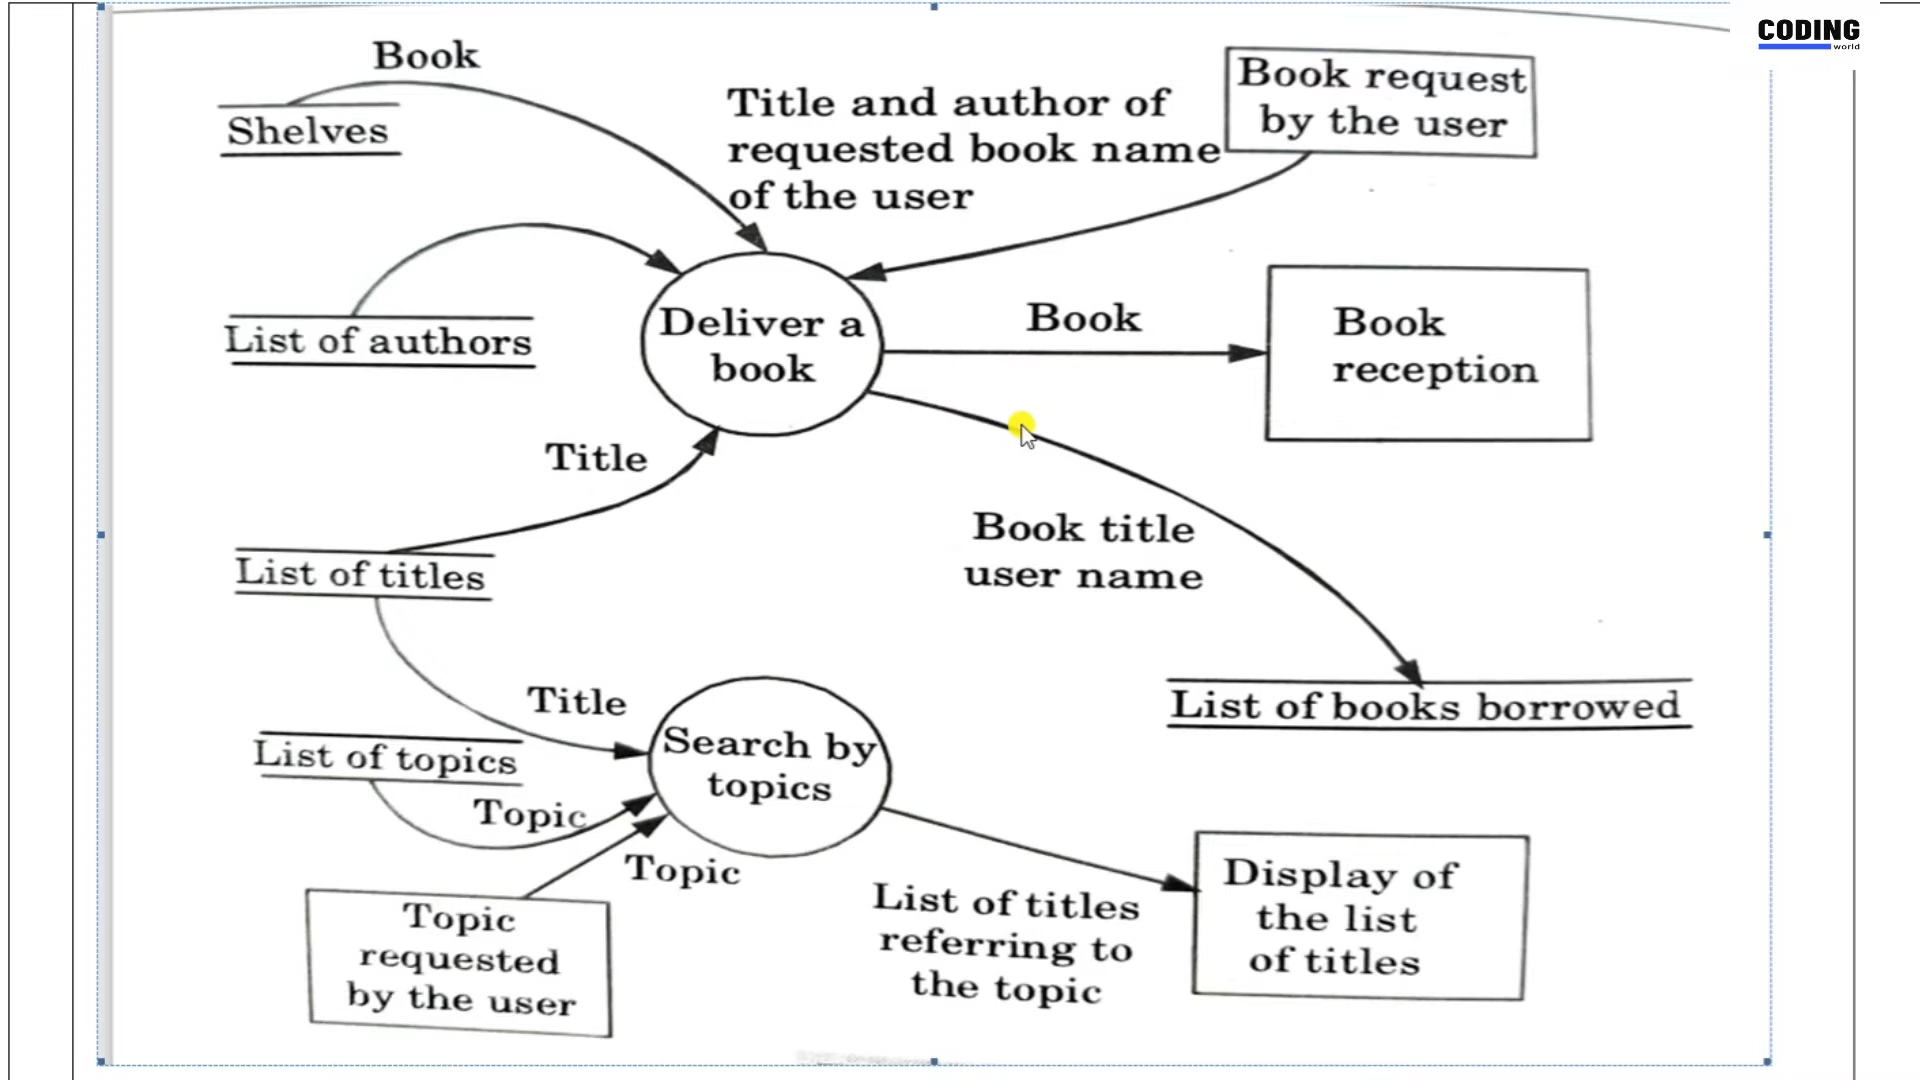 CODING
world
Book
Shelves
Title and author of
requested book name
of the user
Book request
by the user
List of authors
Deliver a
book
Book
Book
reception
Title
List of titles
Book title
user name
Title
List of topics
Search by
topics
List of books borrowed
Topic
Topic
Topic
requested
by the user
List of titles
referring to
the topic
Display of
the list
of titles